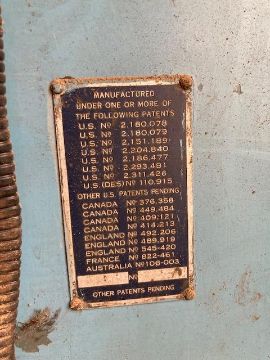 MANUFACTURED
UNDER ONE OR MORE OF
THE FOLLOWING PATENTS
U.S. Nº 2.180.078
U.S. Nº 2.180.079
U.S. Nº 2.151.189
U.S. Nº 2.204.840
U.S. Nº 2.186.477
U.S. Nº 2.293.491
U.S. Nº 2.311.426
U.S. (DES) Nº 110,915
OTHER U.S. PATENTS PENDING
CANADA Nº 376,358
CANADA Nº 449,484
CANADA Nº 409,121
CANADA Nº 414,213
ENGLAND Nº 492,206
ENGLAND Nº 489,919
ENGLAND Nº 545-420
FRANCE Nº 822-461
AUSTRALIA Nº 106-003
Nº
OTHER PATENTS PENDING